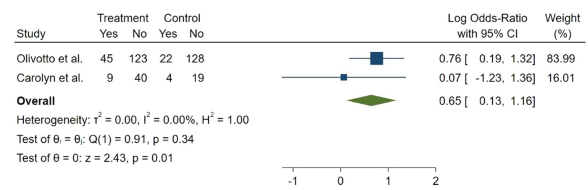 Treatment Control Log Odds-Ratio Weight
Study Yes No Yes No with 95% CI (%)
Olivotto et al. 45 123 22 128 0.76 [ 0.19, 1.32] 83.99
Carolyn et al. 9 40 4 19 0.07 [ -1.23, 1.36] 16.01
Overall 0.65 [ 0.13, 1.16]
Heterogeneity: τ² = 0.00, I² = 0.00%, H² = 1.00
Test of θᵢ = θⱼ: Q(1) = 0.91, p = 0.34
Test of θ = 0: z = 2.43, p = 0.01
-1 0 1 2